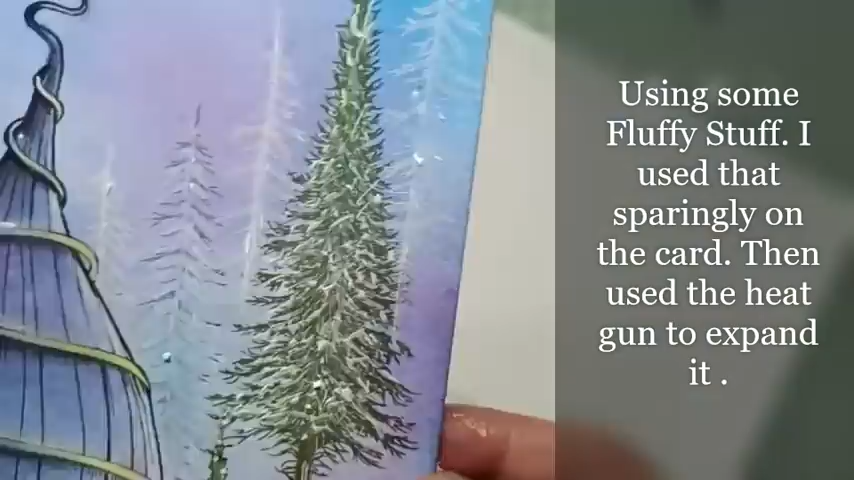 Using some
Fluffy Stuff. I
used that
sparingly on
the card. Then
used the heat
gun to expand
it .